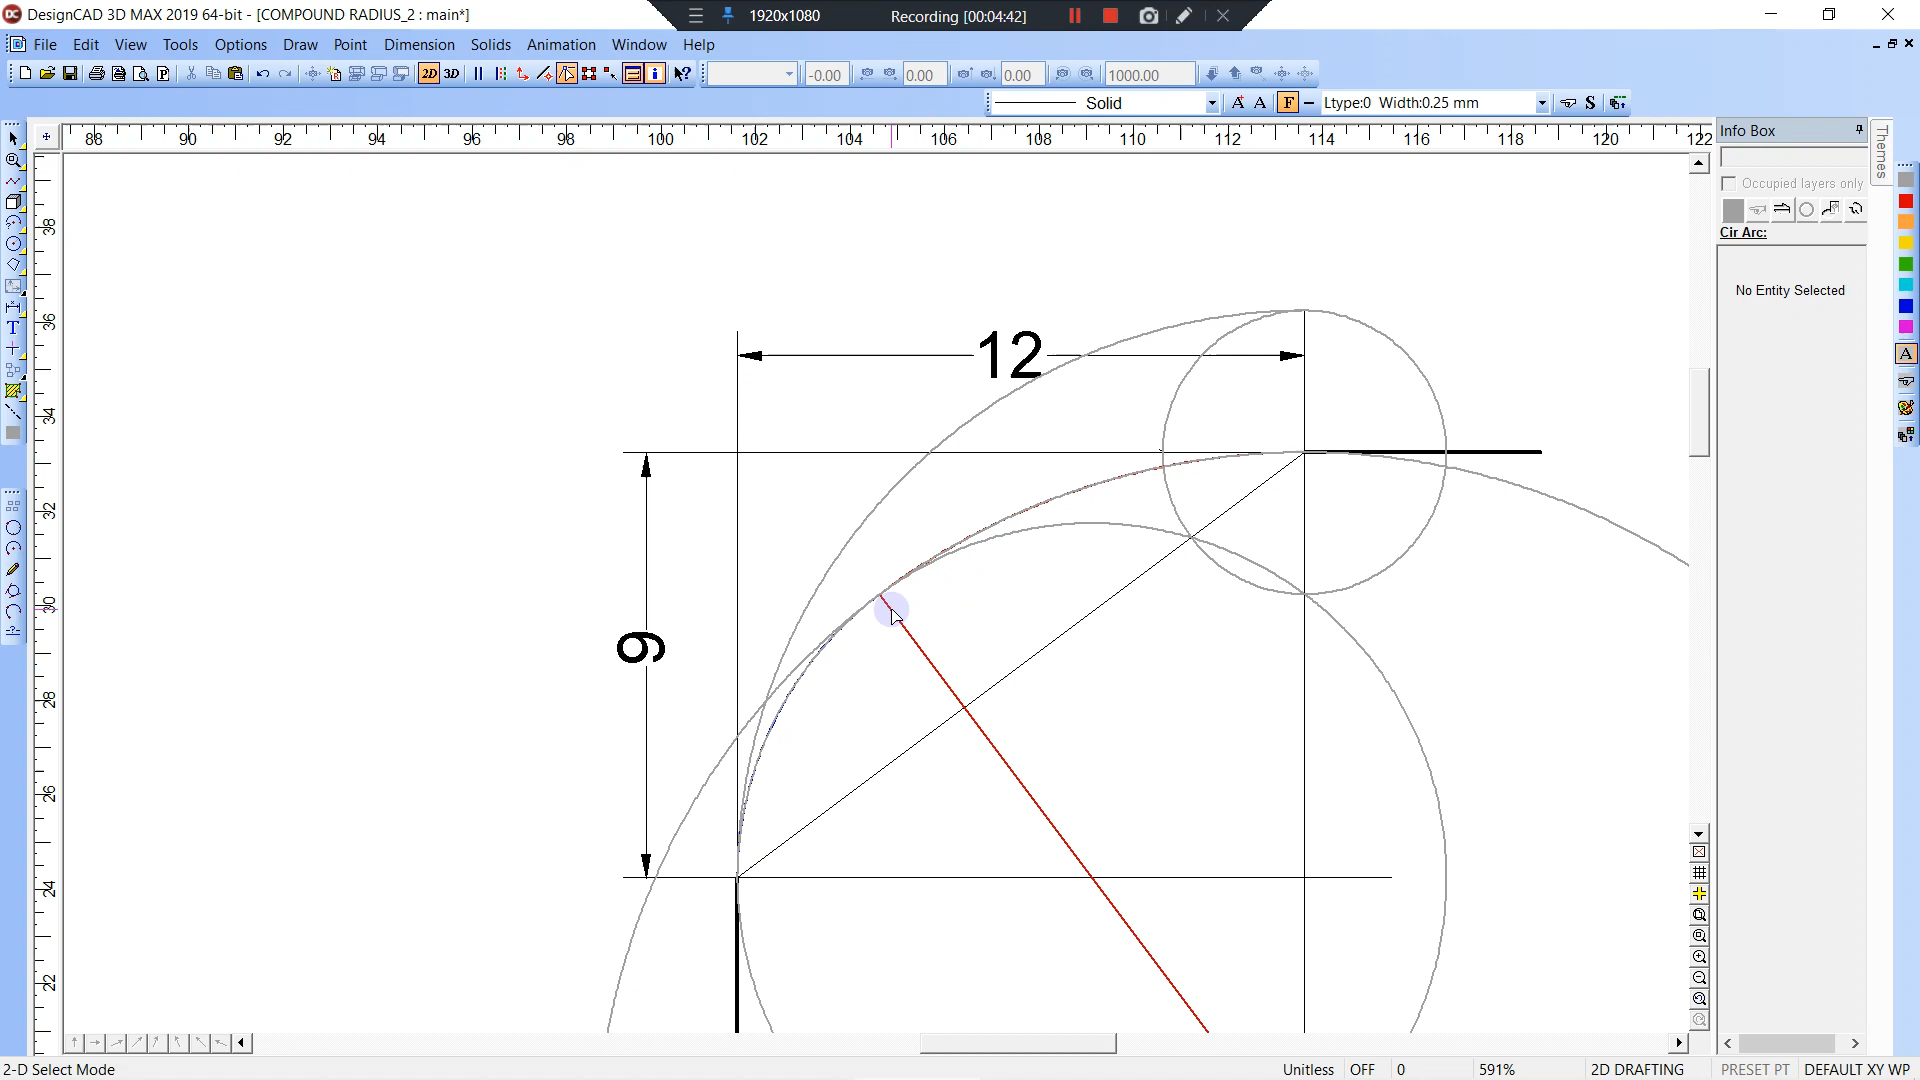 DesignCAD 3D MAX 2019 64-bit - [COMPOUND RADIUS_2 : main*]
1920x1080
Recording [00:04:42]
File Edit View Tools Options Draw Point Dimension Solids Animation Window Help
2D 3D
-0.00 0.00 0.00 1000.00
Solid
A A F
Ltype:0 Width:0.25 mm
S
88 90 92 94 96 98 100 102 104 106 108 110 112 114 116 118 120 122
Info Box
Themes
Occupied layers only
Cir Arc:
No Entity Selected
38
36
34
32
30
28
26
24
22
12
9
T
A
2-D Select Mode
Unitless OFF 0 591% 2D DRAFTING PRESET PT DEFAULT XY WP